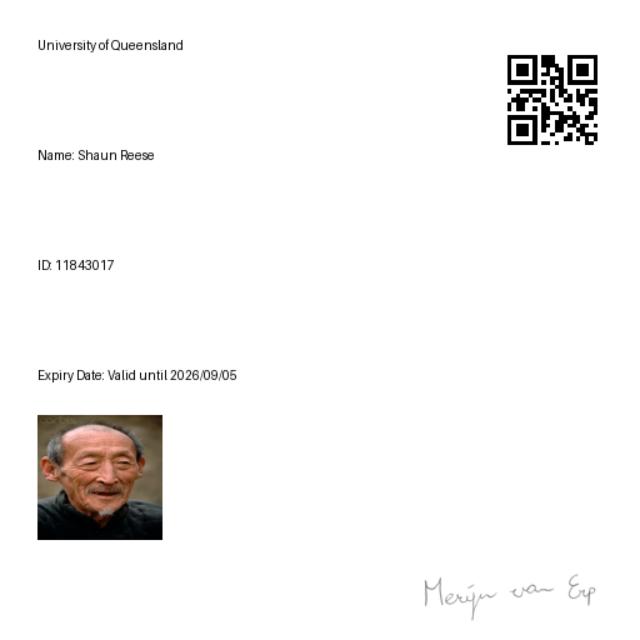 University of Queensland
Name: Shaun Reese
ID: 11843017
Expiry Date: Valid until 2026/09/05
Merijn van Erp